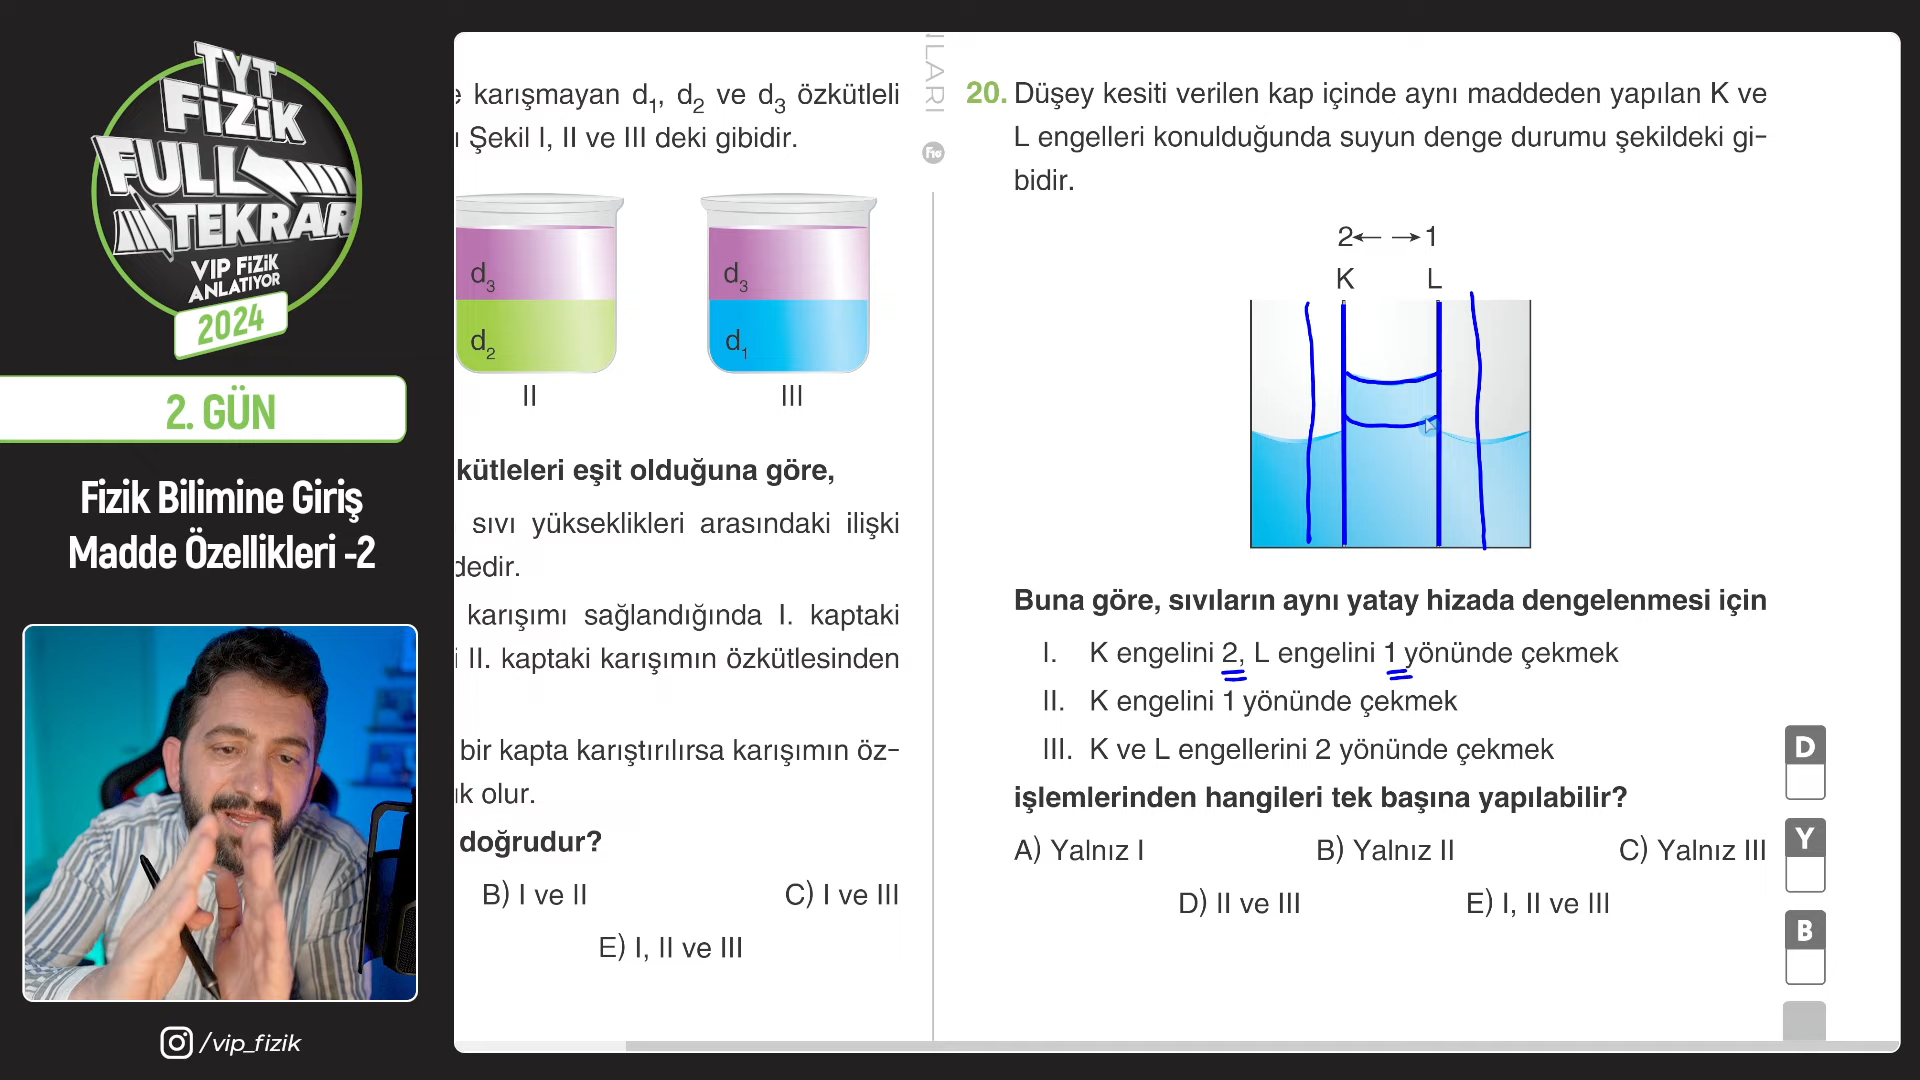 TYT
FiZiK
FULL
TEKRAR
VIP FiZiK
ANLATIYOR
2024
2. GÜN
Fizik Bilimine Giriş
Madde Özellikleri -2
/vip_fizik
karışmayan d1, d2 ve d3 özkütleli
Şekil I, II ve III deki gibidir.
d3
d2
II
d3
d1
III
kütleleri eşit olduğuna göre,
sıvı yükseklikleri arasındaki ilişki
dedir.
karışımı sağlandığında I. kaptaki
II. kaptaki karışımın özkütlesinden
bir kapta karıştırılırsa karışımın öz-
ık olur.
doğrudur?
B) I ve II
C) I ve III
E) I, II ve III
ILARI
20. Düşey kesiti verilen kap içinde aynı maddeden yapılan K ve
L engelleri konulduğunda suyun denge durumu şekildeki gi-
bidir.
2← →1
K L
Buna göre, sıvıların aynı yatay hizada dengelenmesi için
I. K engelini 2, L engelini 1 yönünde çekmek
II. K engelini 1 yönünde çekmek
III. K ve L engellerini 2 yönünde çekmek
işlemlerinden hangileri tek başına yapılabilir?
A) Yalnız I
B) Yalnız II
C) Yalnız III
D) II ve III
E) I, II ve III
D
Y
B